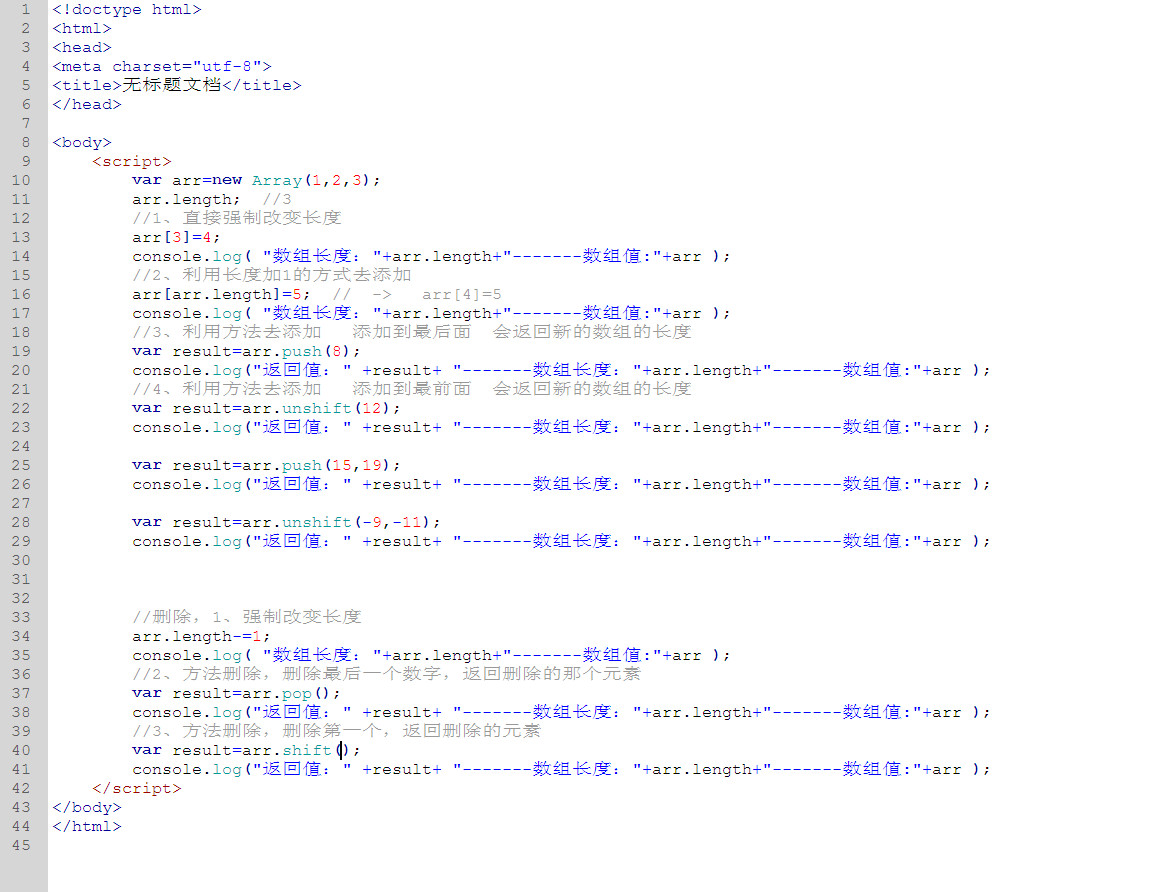 1 <!doctype html>
2 <html>
3 <head>
4 <meta charset="utf-8">
5 <title>无标题文档</title>
6 </head>
7
8 <body>
9     <script>
10         var arr=new Array(1,2,3);
11         arr.length;  //3
12         //1、直接强制改变长度
13         arr[3]=4;
14         console.log( "数组长度："+arr.length+"-------数组值:"+arr );
15         //2、利用长度加1的方式去添加
16         arr[arr.length]=5;  //  ->   arr[4]=5
17         console.log( "数组长度："+arr.length+"-------数组值:"+arr );
18         //3、利用方法去添加   添加到最后面  会返回新的数组的长度
19         var result=arr.push(8);
20         console.log("返回值：" +result+ "-------数组长度："+arr.length+"-------数组值:"+arr );
21         //4、利用方法去添加   添加到最前面  会返回新的数组的长度
22         var result=arr.unshift(12);
23         console.log("返回值：" +result+ "-------数组长度："+arr.length+"-------数组值:"+arr );
24
25         var result=arr.push(15,19);
26         console.log("返回值：" +result+ "-------数组长度："+arr.length+"-------数组值:"+arr );
27
28         var result=arr.unshift(-9,-11);
29         console.log("返回值：" +result+ "-------数组长度："+arr.length+"-------数组值:"+arr );
30
31
32
33         //删除，1、强制改变长度
34         arr.length-=1;
35         console.log( "数组长度："+arr.length+"-------数组值:"+arr );
36         //2、方法删除，删除最后一个数字，返回删除的那个元素
37         var result=arr.pop();
38         console.log("返回值：" +result+ "-------数组长度："+arr.length+"-------数组值:"+arr );
39         //3、方法删除，删除第一个，返回删除的元素
40         var result=arr.shift();
41         console.log("返回值：" +result+ "-------数组长度："+arr.length+"-------数组值:"+arr );
42     </script>
43 </body>
44 </html>
45